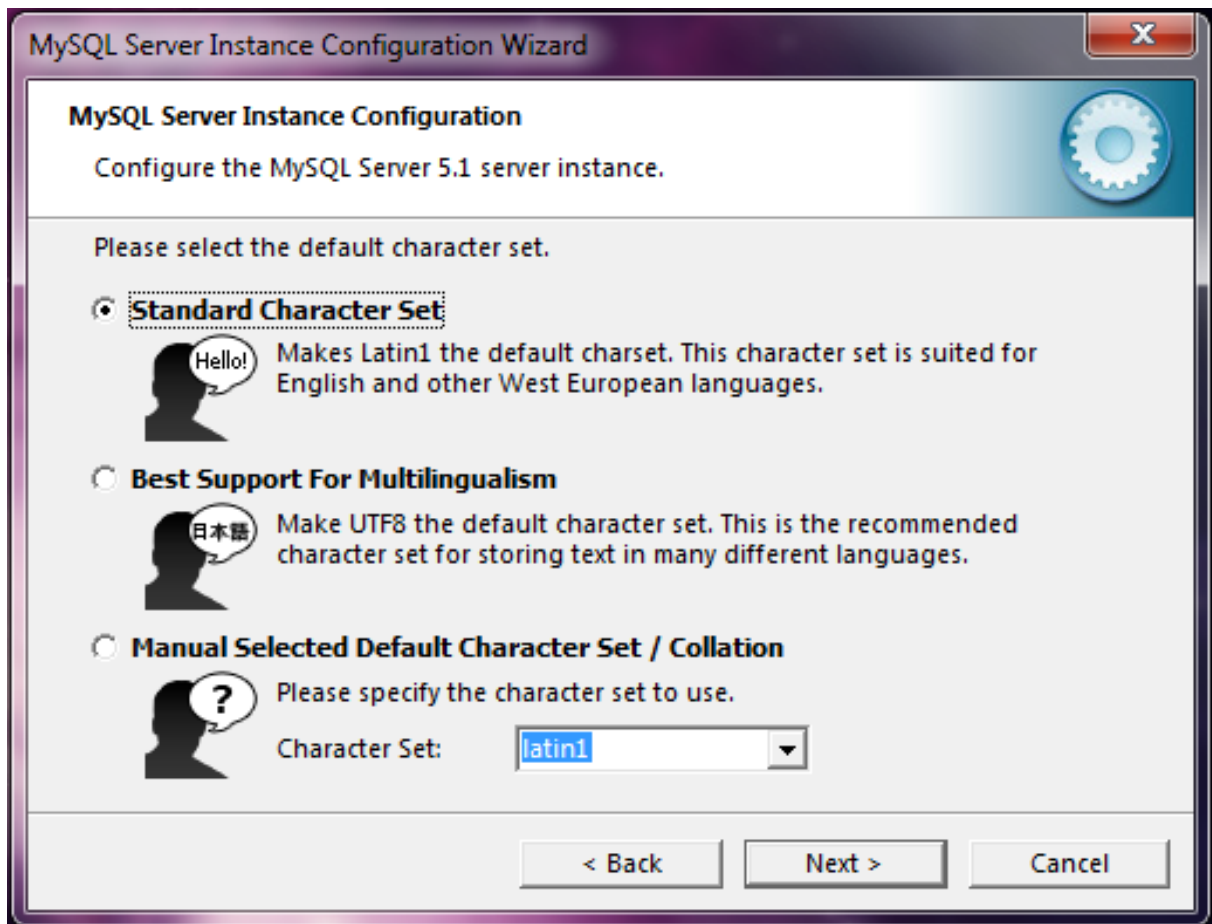 MySQL Server Instance Configuration Wizard
MySQL Server Instance Configuration
Configure the MySQL Server 5.1 server instance.
Please select the default character set.
Standard Character Set
Hello!
Makes Latin1 the default charset. This character set is suited for
English and other West European languages.
Best Support For Multilingualism
日本語
Make UTF8 the default character set. This is the recommended
character set for storing text in many different languages.
Manual Selected Default Character Set / Collation
?
Please specify the character set to use.
Character Set: latin1
< Back Next > Cancel